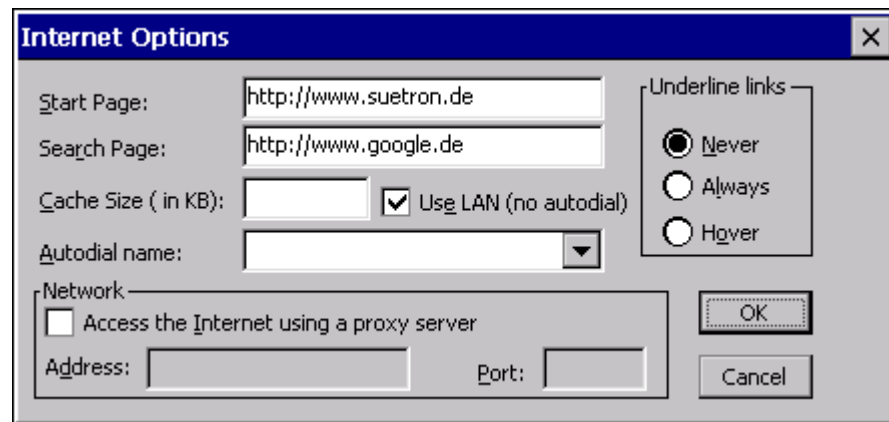 Internet Options
Start Page: http://www.suetron.de
Search Page: http://www.google.de
Cache Size ( in KB): Use LAN (no autodial)
Autodial name:
Underline links
Never
Always
Hover
Network
Access the Internet using a proxy server
Address: Port:
OK
Cancel